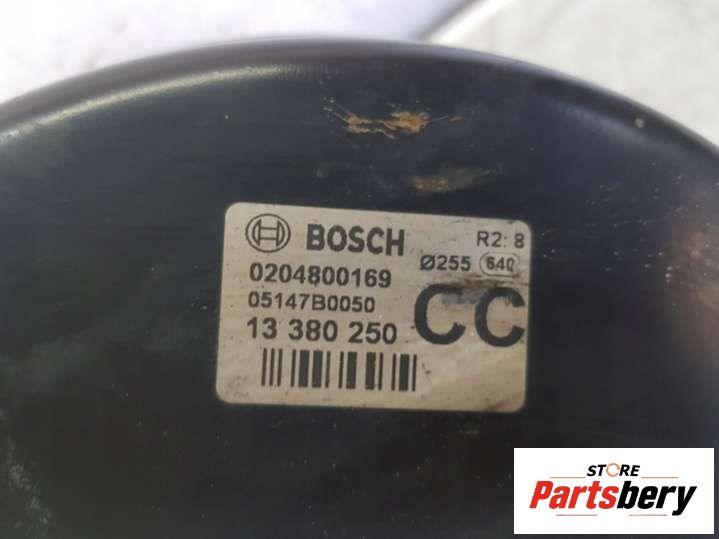 BOSCH R2: 8
0204800169 Ø255 640
05147B0050
13 380 250 CC
STORE
Partsbery